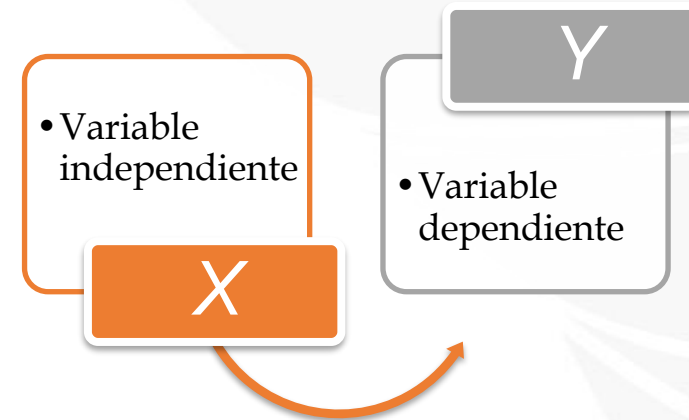 • Variable
independiente
X
Y
• Variable
dependiente